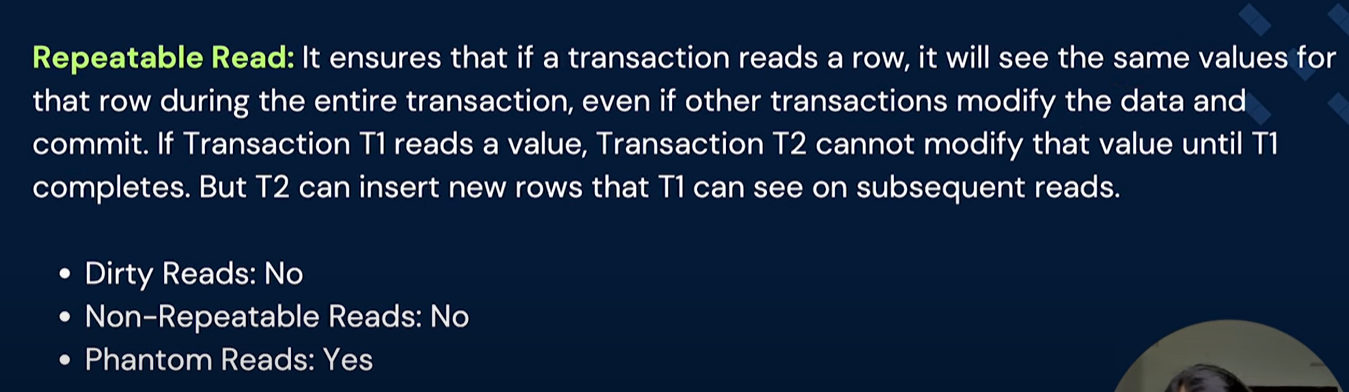 Repeatable Read: It ensures that if a transaction reads a row, it will see the same values for
that row during the entire transaction, even if other transactions modify the data and
commit. If Transaction T1 reads a value, Transaction T2 cannot modify that value until T1
completes. But T2 can insert new rows that T1 can see on subsequent reads.
• Dirty Reads: No
• Non-Repeatable Reads: No
• Phantom Reads: Yes